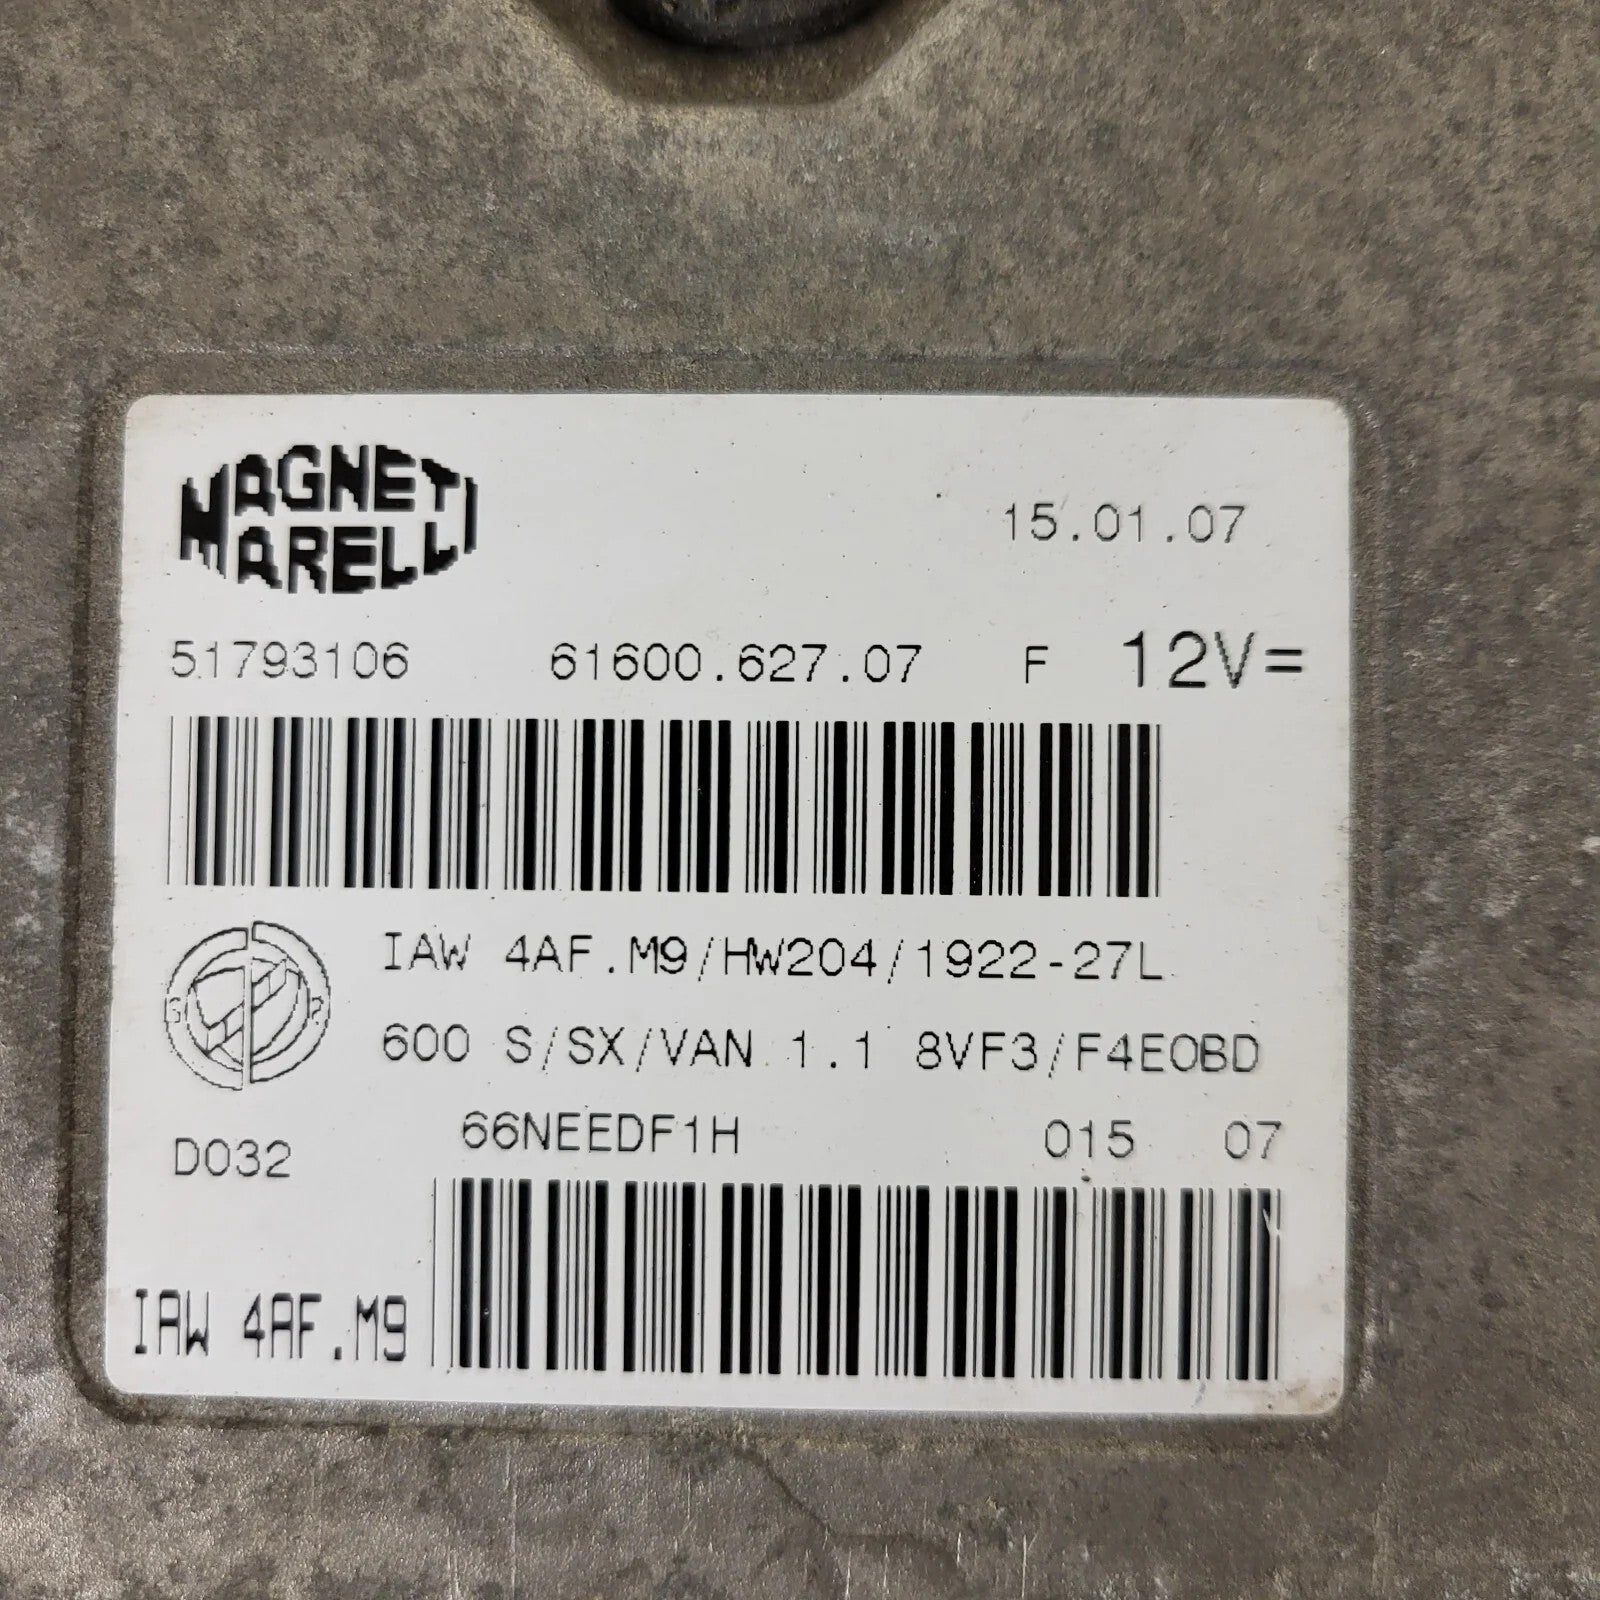 MAGNETI
MARELLI
15.01.07
51793106 61600.627.07 F 12V=
IAW 4AF.M9/HW204/1922-27L
600 S/SX/VAN 1.1 8VF3/F4EOBD
D032 66NEEDF1H 015 07
IAW 4AF.M9